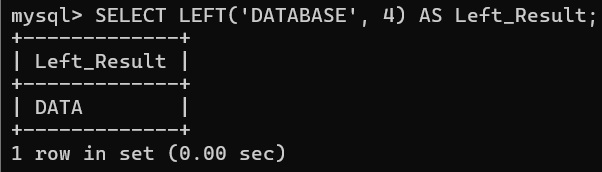 mysql> SELECT LEFT('DATABASE', 4) AS Left_Result;
+-------------+
| Left_Result |
+-------------+
| DATA        |
+-------------+
1 row in set (0.00 sec)